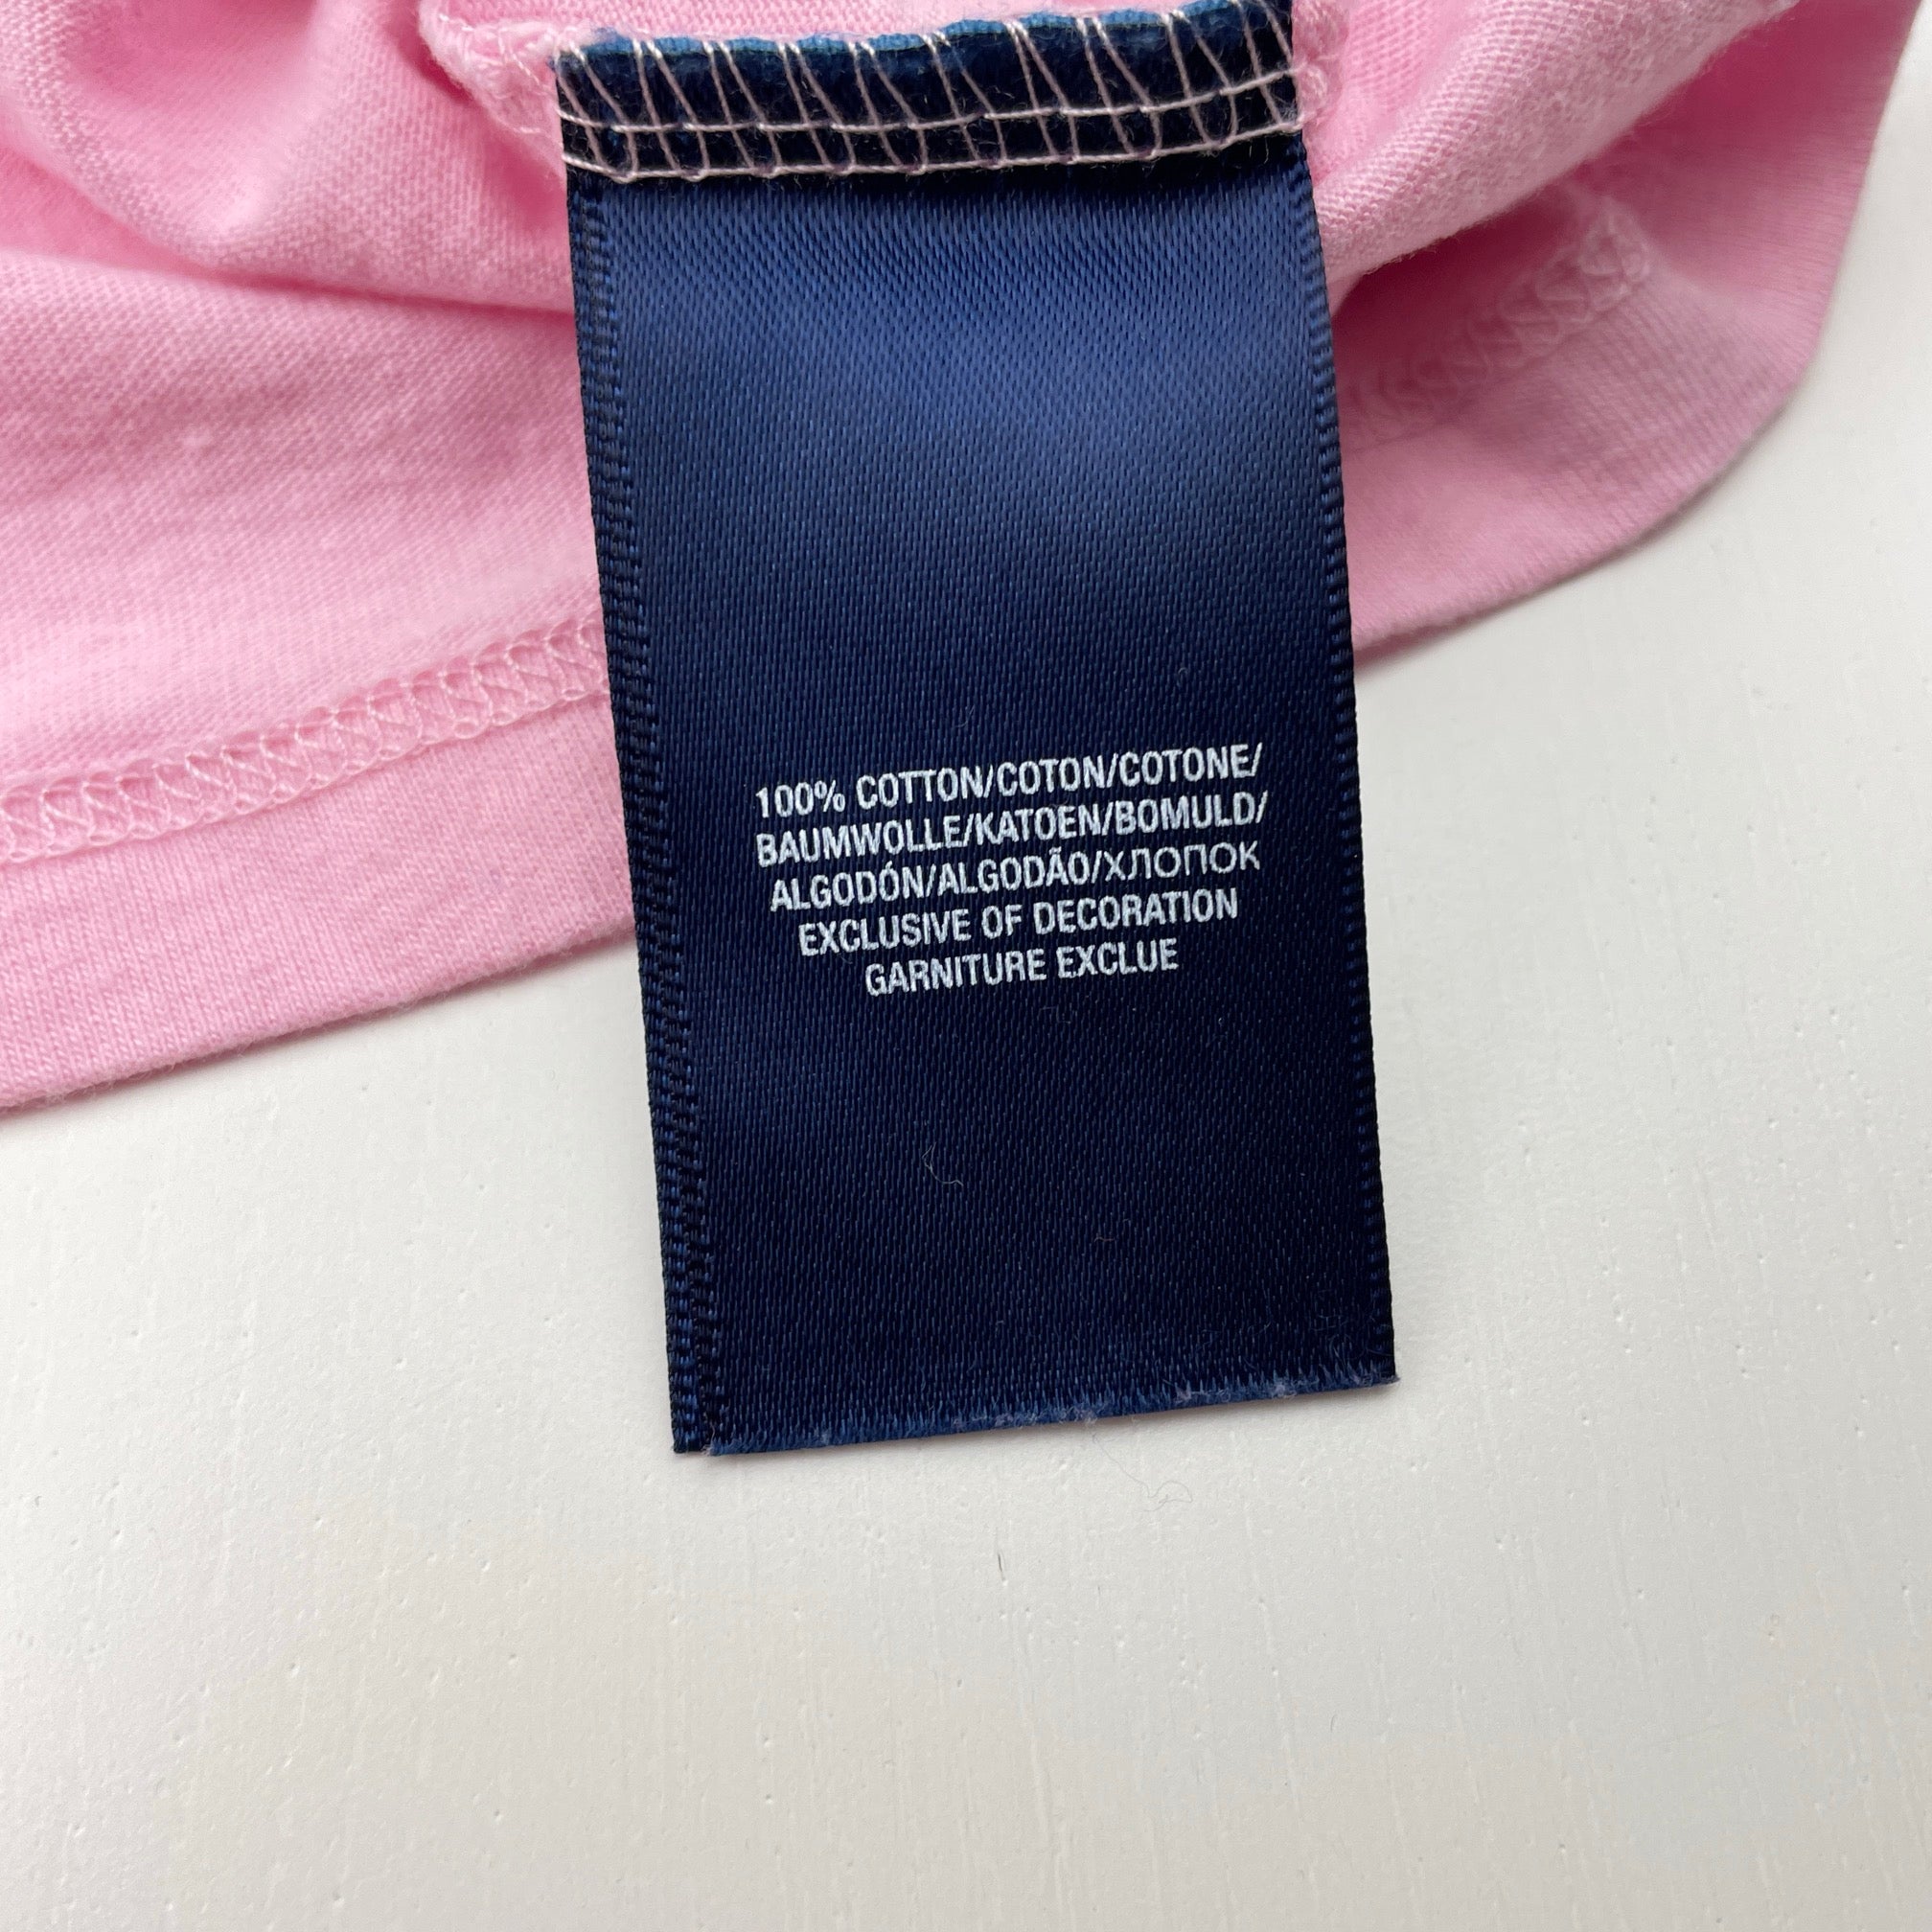 100% COTTON/COTON/COTONE/
BAUMWOLLE/KATOEN/BOMULD/
ALGODÓN/ALGODÃO/ХЛОПОК
EXCLUSIVE OF DECORATION
GARNITURE EXCLUE